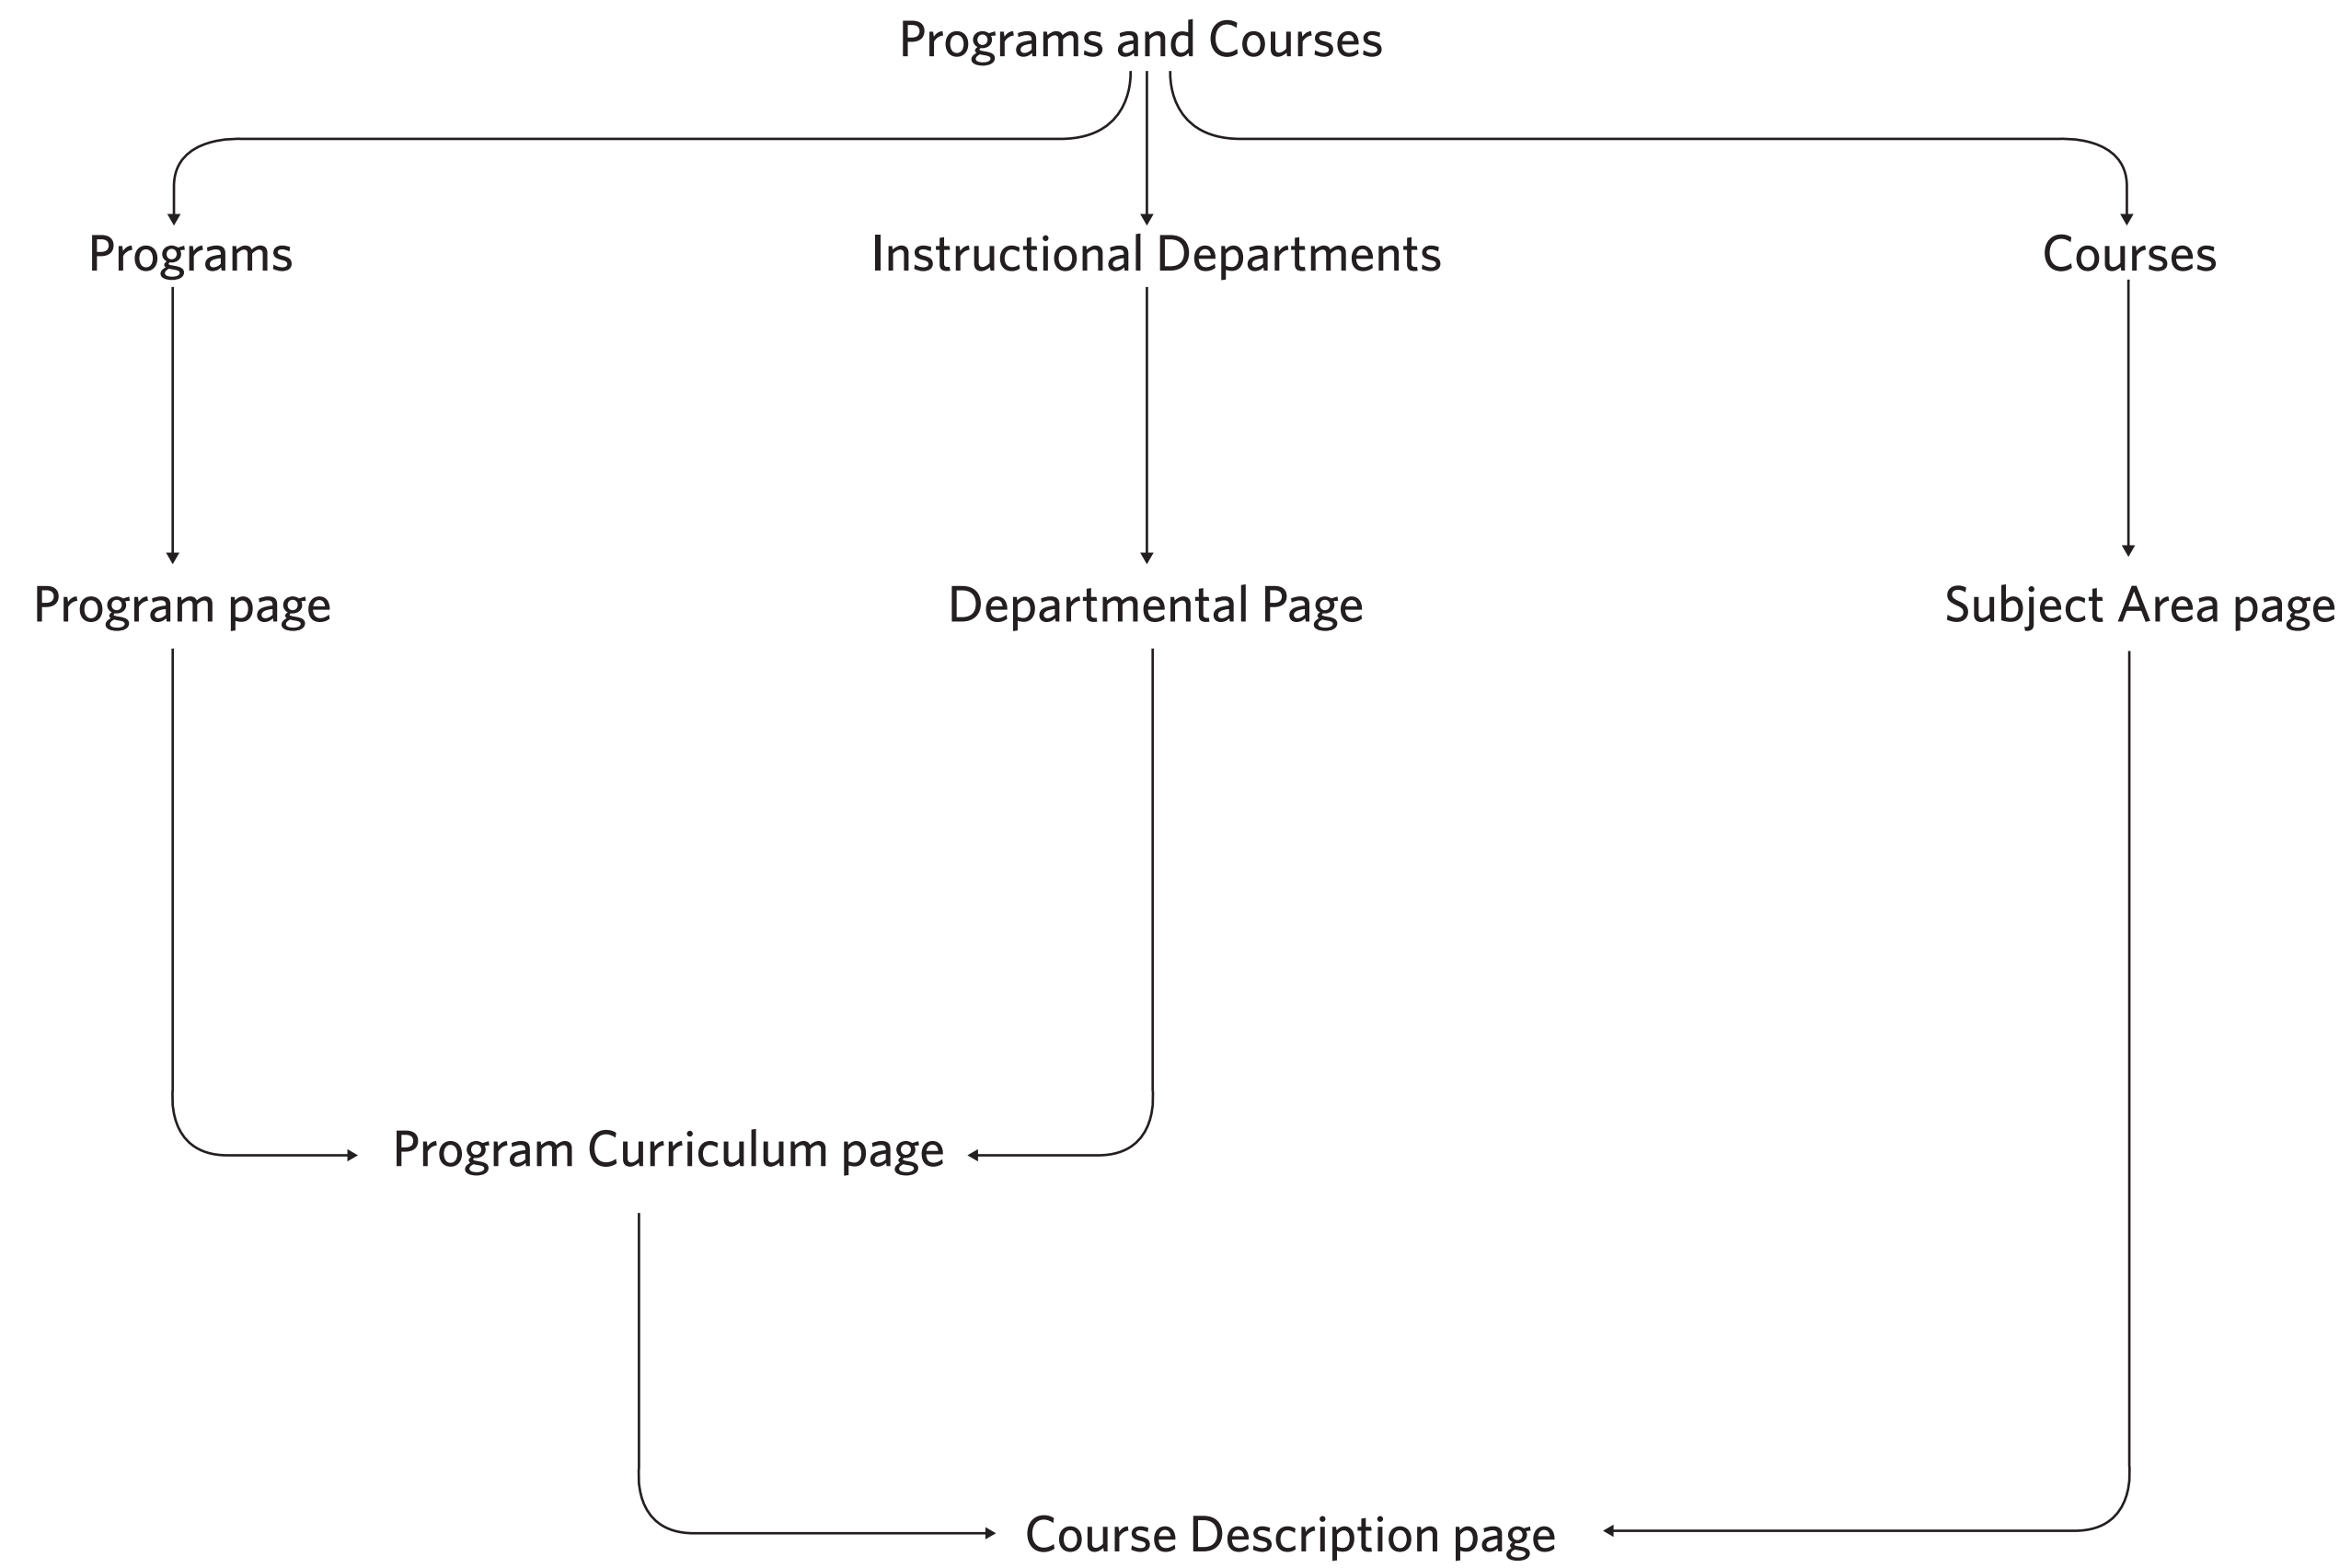 Programs and Courses
Programs
Instructional Departments
Courses
Program page
Departmental Page
Subject Area page
Program Curriculum page
Course Description page